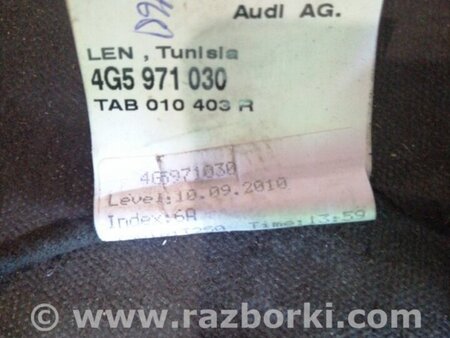 Audi AG.
LEN , Tunisia
4G5 971 030
TAB 010 403 R
4G5971030
Level:10.09.2010
Index:6A
Time:13:59
© www.razborki.com